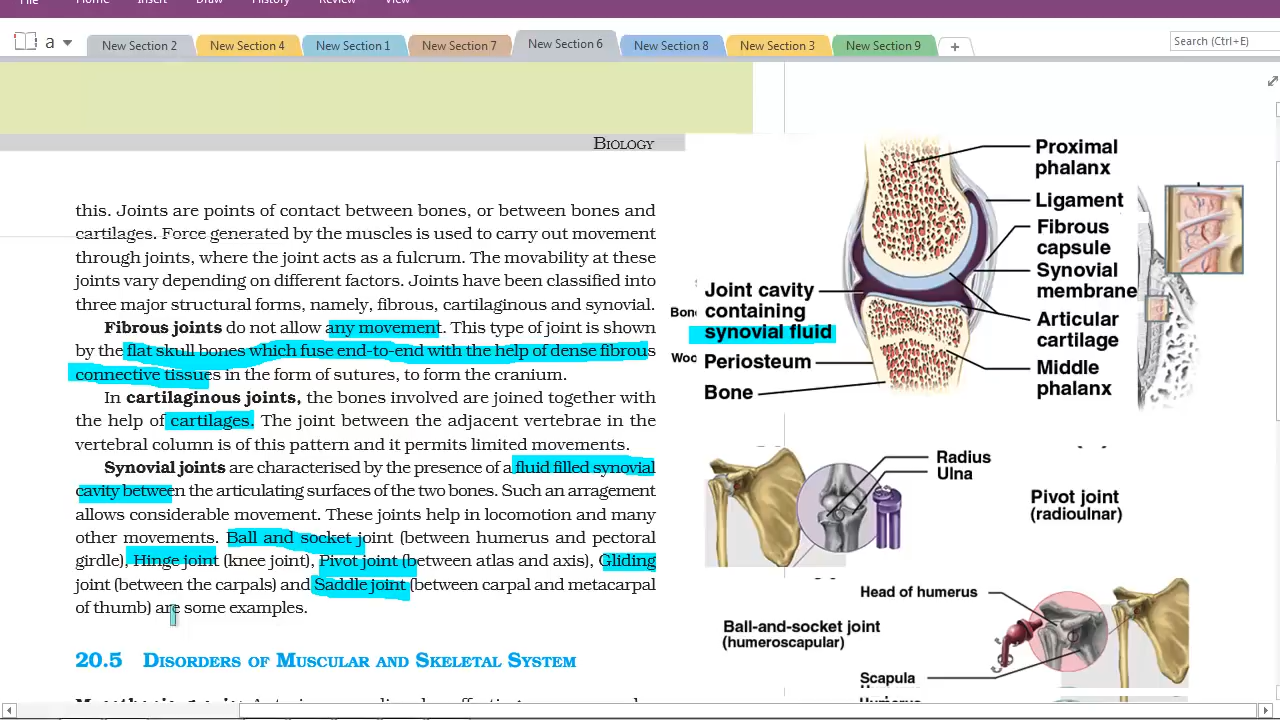 File Home Insert Draw History Review View
a
New Section 2 New Section 4 New Section 1 New Section 7 New Section 6 New Section 8 New Section 3 New Section 9 +
Search (Ctrl+E)
BIOLOGY
this. Joints are points of contact between bones, or between bones and
cartilages. Force generated by the muscles is used to carry out movement
through joints, where the joint acts as a fulcrum. The movability at these
joints vary depending on different factors. Joints have been classified into
three major structural forms, namely, fibrous, cartilaginous and synovial.
Fibrous joints do not allow any movement. This type of joint is shown
by the flat skull bones which fuse end-to-end with the help of dense fibrous
connective tissues in the form of sutures, to form the cranium.
In cartilaginous joints, the bones involved are joined together with
the help of cartilages. The joint between the adjacent vertebrae in the
vertebral column is of this pattern and it permits limited movements.
Synovial joints are characterised by the presence of a fluid filled synovial
cavity between the articulating surfaces of the two bones. Such an arragement
allows considerable movement. These joints help in locomotion and many
other movements. Ball and socket joint (between humerus and pectoral
girdle), Hinge joint (knee joint), Pivot joint (between atlas and axis), Gliding
joint (between the carpals) and Saddle joint (between carpal and metacarpal
of thumb) are some examples.
20.5 DISORDERS OF MUSCULAR AND SKELETAL SYSTEM
Proximal
phalanx
Ligament
Fibrous
capsule
Synovial
membrane
Articular
cartilage
Middle
phalanx
Joint cavity
containing
synovial fluid
Periosteum
Bone
Radius
Ulna
Pivot joint
(radioulnar)
Head of humerus
Ball-and-socket joint
(humeroscapular)
Scapula